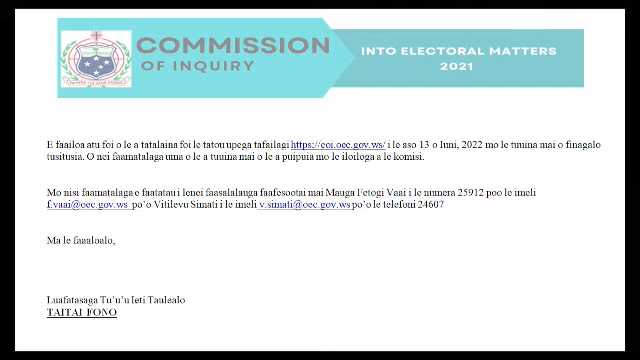 COMMISSION
OF INQUIRY
INTO ELECTORAL MATTERS
2021
E faailoa atu foi o le a tatalaina foi le tatou upega tafailagi https://coi.oec.gov.ws/ i le aso 13 o Iuni, 2022 mo le tuuina mai o finagalo
tusitusia. O nei faamatalaga uma o le a tuuina mai o le a puipuia mo le iloiloga a le komisi.
Mo nisi faamatalaga e faatatau i lenei faasalalauga faafesootai mai Mauga Fetogi Vaai i le numera 25912 poo le imeli
f.vaai@oec.gov.ws po'o Vitilevu Simati i le imeli v.simati@oec.gov.ws po'o le telefoni 24607
Ma le faaaloalo,
Luafatasaga Tu'u'u Ieti Taulealo
TAITAI FONO